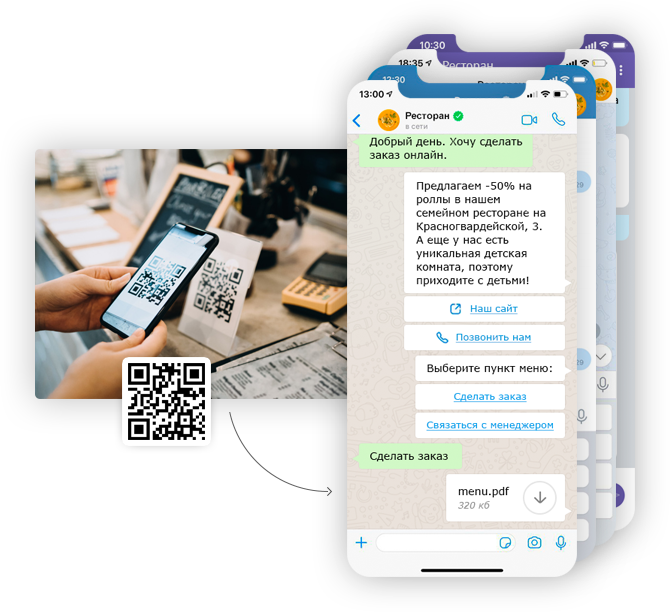 10:30
18:35
Ресторан
12:30
13:00
Ресторан
в сети
Добрый день. Хочу сделать
заказ онлайн.
Предлагаем -50% на
роллы в нашем
семейном ресторане на
Красногвардейской, 3.
А еще у нас есть
уникальная детская
комната, поэтому
приходите с детьми!
Наш сайт
Позвонить нам
Выберите пункт меню:
Сделать заказ
Связаться с менеджером
Сделать заказ
menu.pdf
320 кб